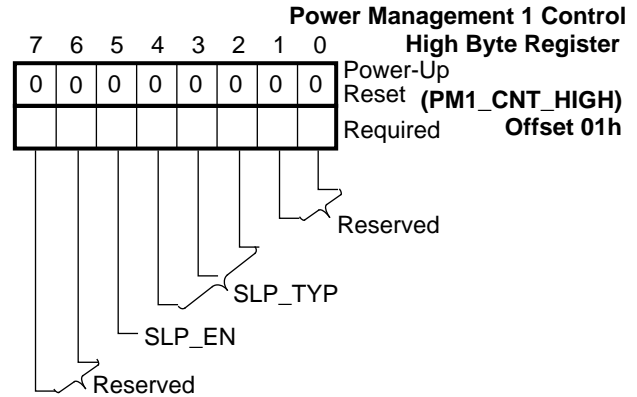 Power Management 1 Control
High Byte Register
(PM1_CNT_HIGH)
Offset 01h
7 6 5 4 3 2 1 0
0 0 0 0 0 0 0 0
Power-Up
Reset
Required
Reserved
SLP_TYP
SLP_EN
Reserved